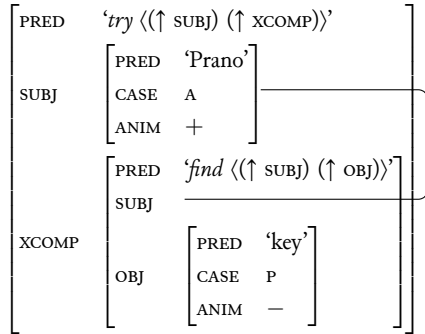 PRED ‘try ⟨(↑ SUBJ) (↑ XCOMP)⟩’
PRED ‘Prano’
SUBJ CASE A
ANIM +
PRED ‘find ⟨(↑ SUBJ) (↑ OBJ)⟩’
SUBJ
XCOMP PRED ‘key’
OBJ CASE P
ANIM −